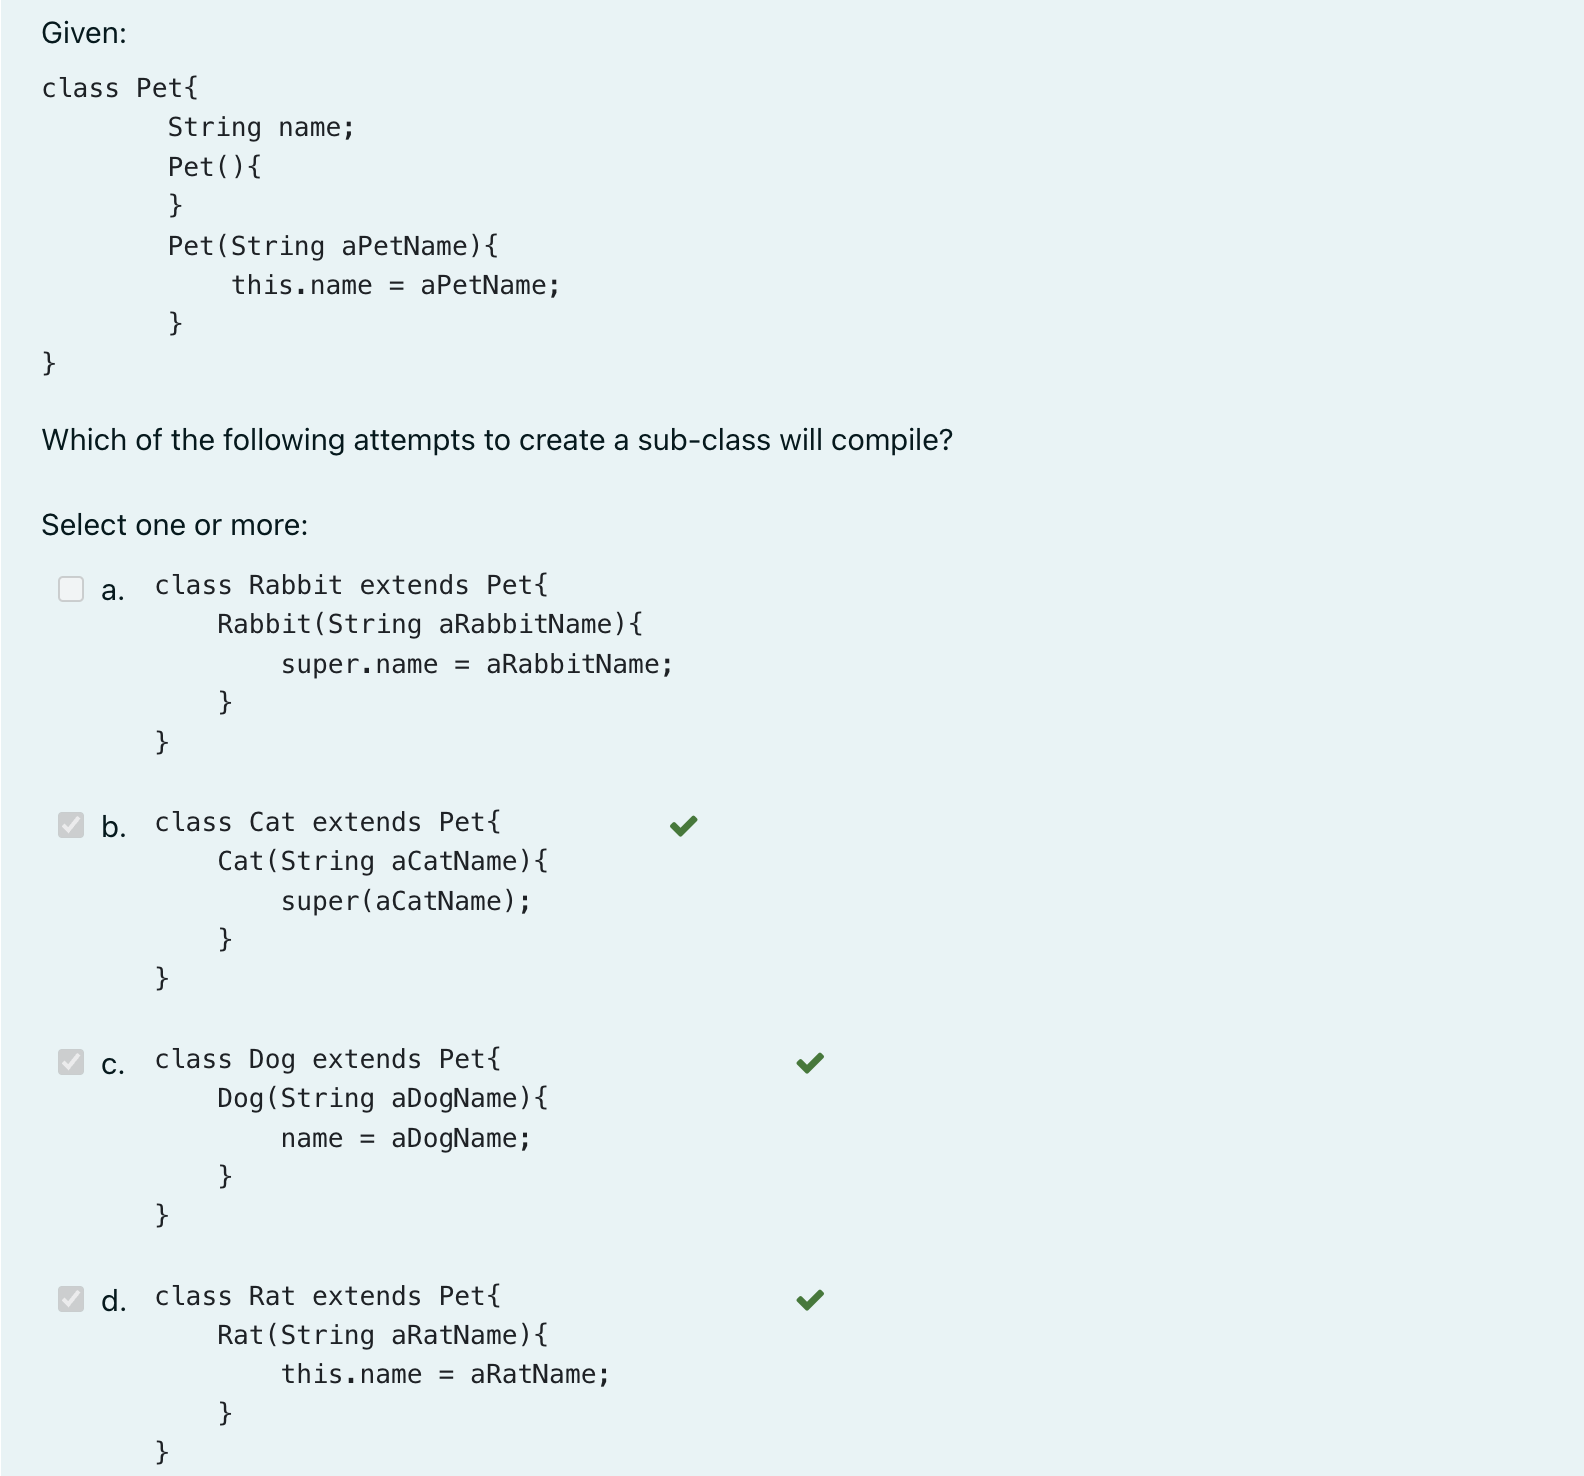 Given:
class Pet{
        String name;
        Pet(){
        }
        Pet(String aPetName){
            this.name = aPetName;
        }
}
Which of the following attempts to create a sub-class will compile?
Select one or more:
a. class Rabbit extends Pet{
    Rabbit(String aRabbitName){
        super.name = aRabbitName;
    }
}
b. class Cat extends Pet{
    Cat(String aCatName){
        super(aCatName);
    }
}
c. class Dog extends Pet{
    Dog(String aDogName){
        name = aDogName;
    }
}
d. class Rat extends Pet{
    Rat(String aRatName){
        this.name = aRatName;
    }
}